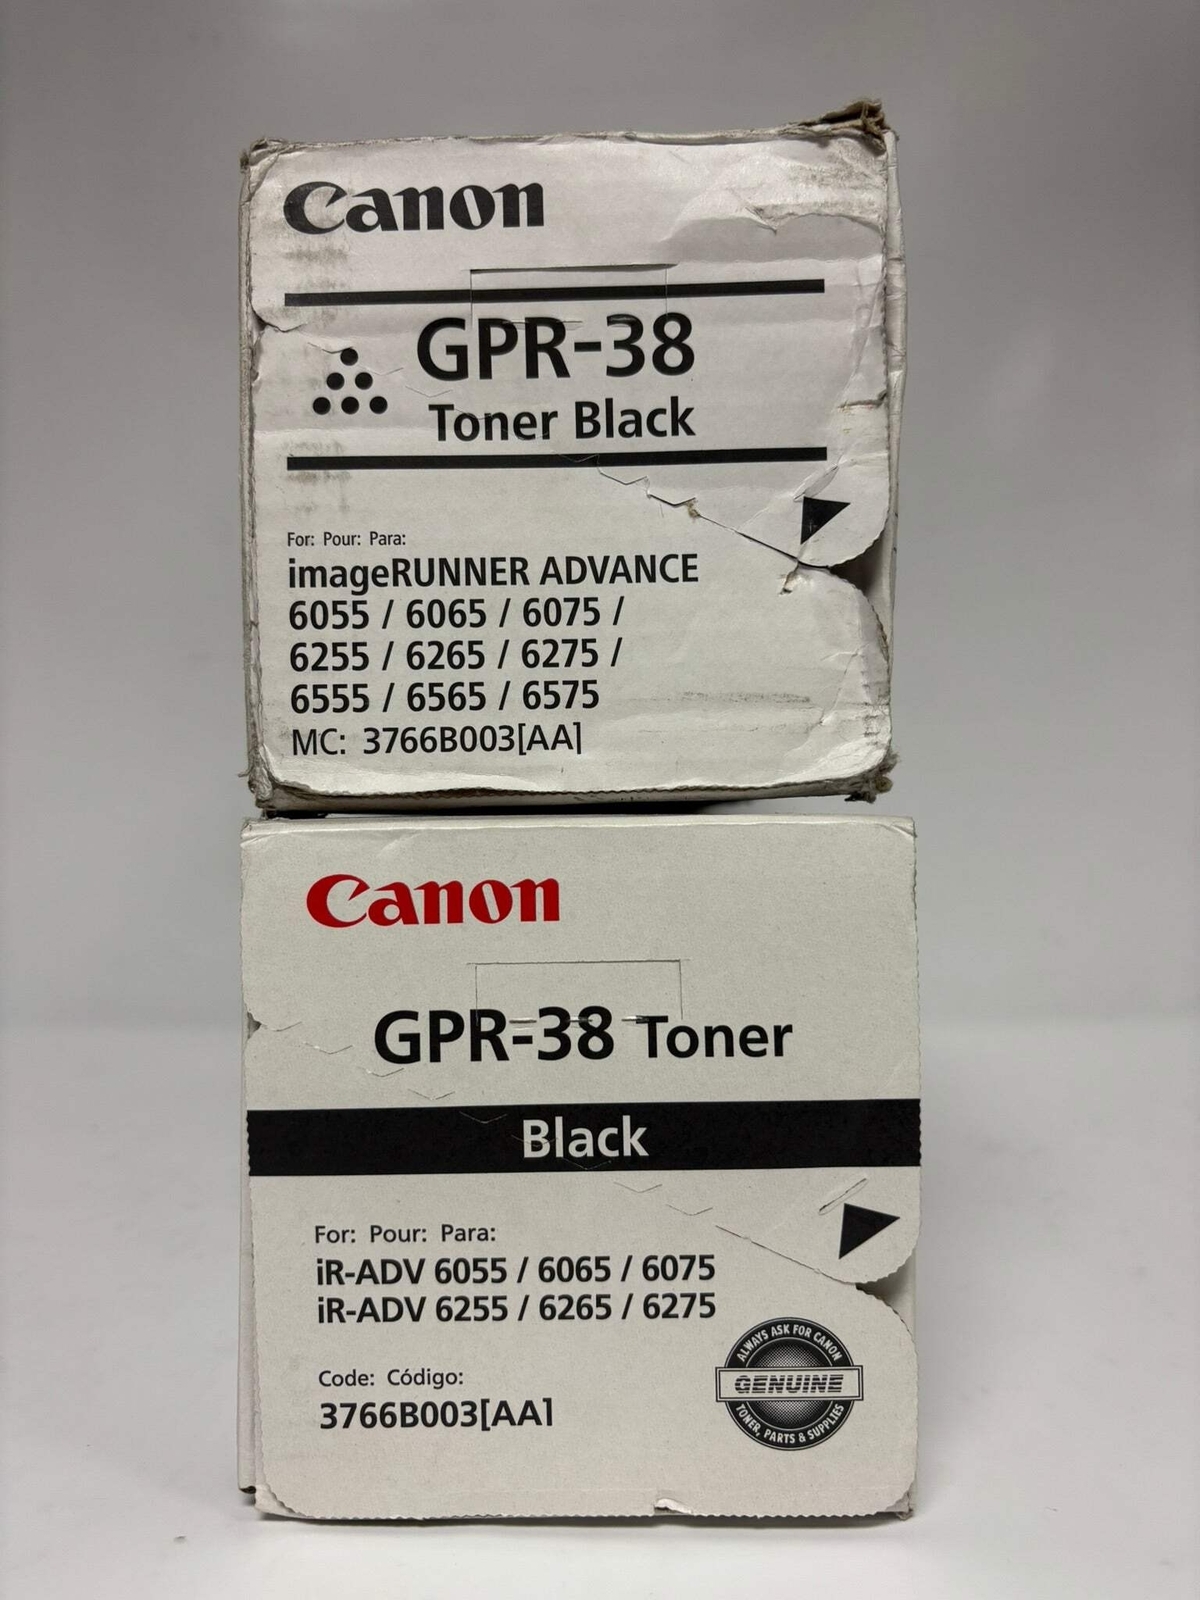 Canon
GPR-38
Toner Black
For: Pour: Para:
imageRUNNER ADVANCE
6055 / 6065 / 6075 /
6255 / 6265 / 6275 /
6555 / 6565 / 6575
MC: 3766B003[AA]
Canon
GPR-38 Toner
Black
For: Pour: Para:
iR-ADV 6055 / 6065 / 6075
iR-ADV 6255 / 6265 / 6275
Code: Código:
3766B003[AA]
ALWAYS ASK FOR CANON
GENUINE
TONER, PARTS & SUPPLIES